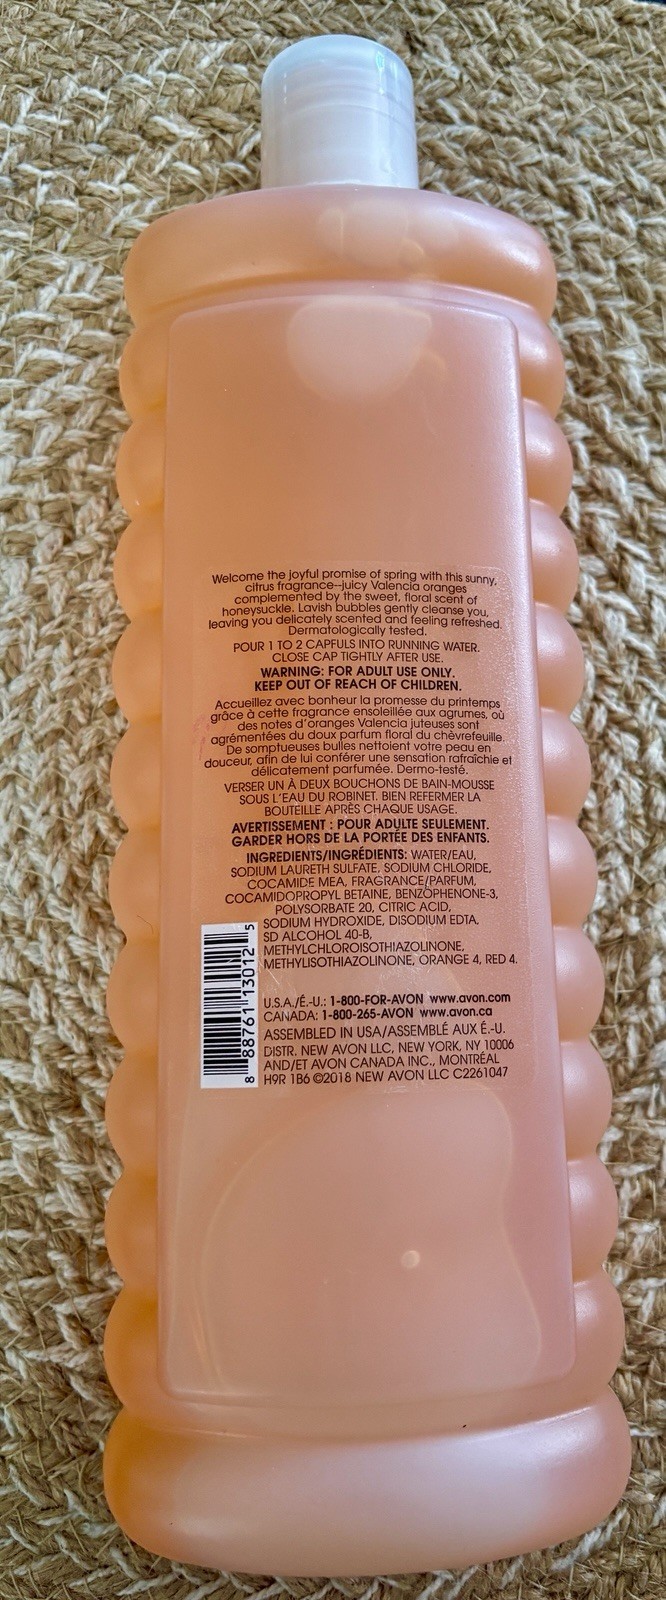 Welcome the joyful promise of spring with this sunny,
citrus fragrance--juicy Valencia oranges
complemented by the sweet, floral scent of
honeysuckle. Lavish bubbles gently cleanse you,
leaving you delicately scented and feeling refreshed.
Dermatologically tested.
POUR 1 TO 2 CAPFULS INTO RUNNING WATER.
CLOSE CAP TIGHTLY AFTER USE.
WARNING: FOR ADULT USE ONLY.
KEEP OUT OF REACH OF CHILDREN.
Accueillez avec bonheur la promesse du printemps
grâce à cette fragrance ensoleillée aux agrumes, où
des notes d'oranges Valencia juteuses sont
agrémentées du doux parfum floral du chèvrefeuille.
De somptueuses bulles nettoient votre peau en
douceur, afin de lui conférer une sensation rafraîchie et
délicatement parfumée. Dermo-testé.
VERSER UN À DEUX BOUCHONS DE BAIN-MOUSSE
SOUS L'EAU DU ROBINET. BIEN REFERMER LA
BOUTEILLE APRÈS CHAQUE USAGE.
AVERTISSEMENT : POUR ADULTE SEULEMENT.
GARDER HORS DE LA PORTÉE DES ENFANTS.
INGREDIENTS/INGRÉDIENTS: WATER/EAU,
SODIUM LAURETH SULFATE, SODIUM CHLORIDE,
COCAMIDE MEA, FRAGRANCE/PARFUM,
COCAMIDOPROPYL BETAINE, BENZOPHENONE-3,
POLYSORBATE 20, CITRIC ACID,
SODIUM HYDROXIDE, DISODIUM EDTA,
SD ALCOHOL 40-B,
METHYLCHLOROISOTHIAZOLINONE,
METHYLISOTHIAZOLINONE, ORANGE 4, RED 4.
8 88761 13012 5
U.S.A./É.-U.: 1-800-FOR-AVON www.avon.com
CANADA: 1-800-265-AVON www.avon.ca
ASSEMBLED IN USA/ASSEMBLÉ AUX É.-U.
DISTR. NEW AVON LLC, NEW YORK, NY 10006
AND/ET AVON CANADA INC., MONTRÉAL
H9R 1B6 ©2018 NEW AVON LLC C2261047